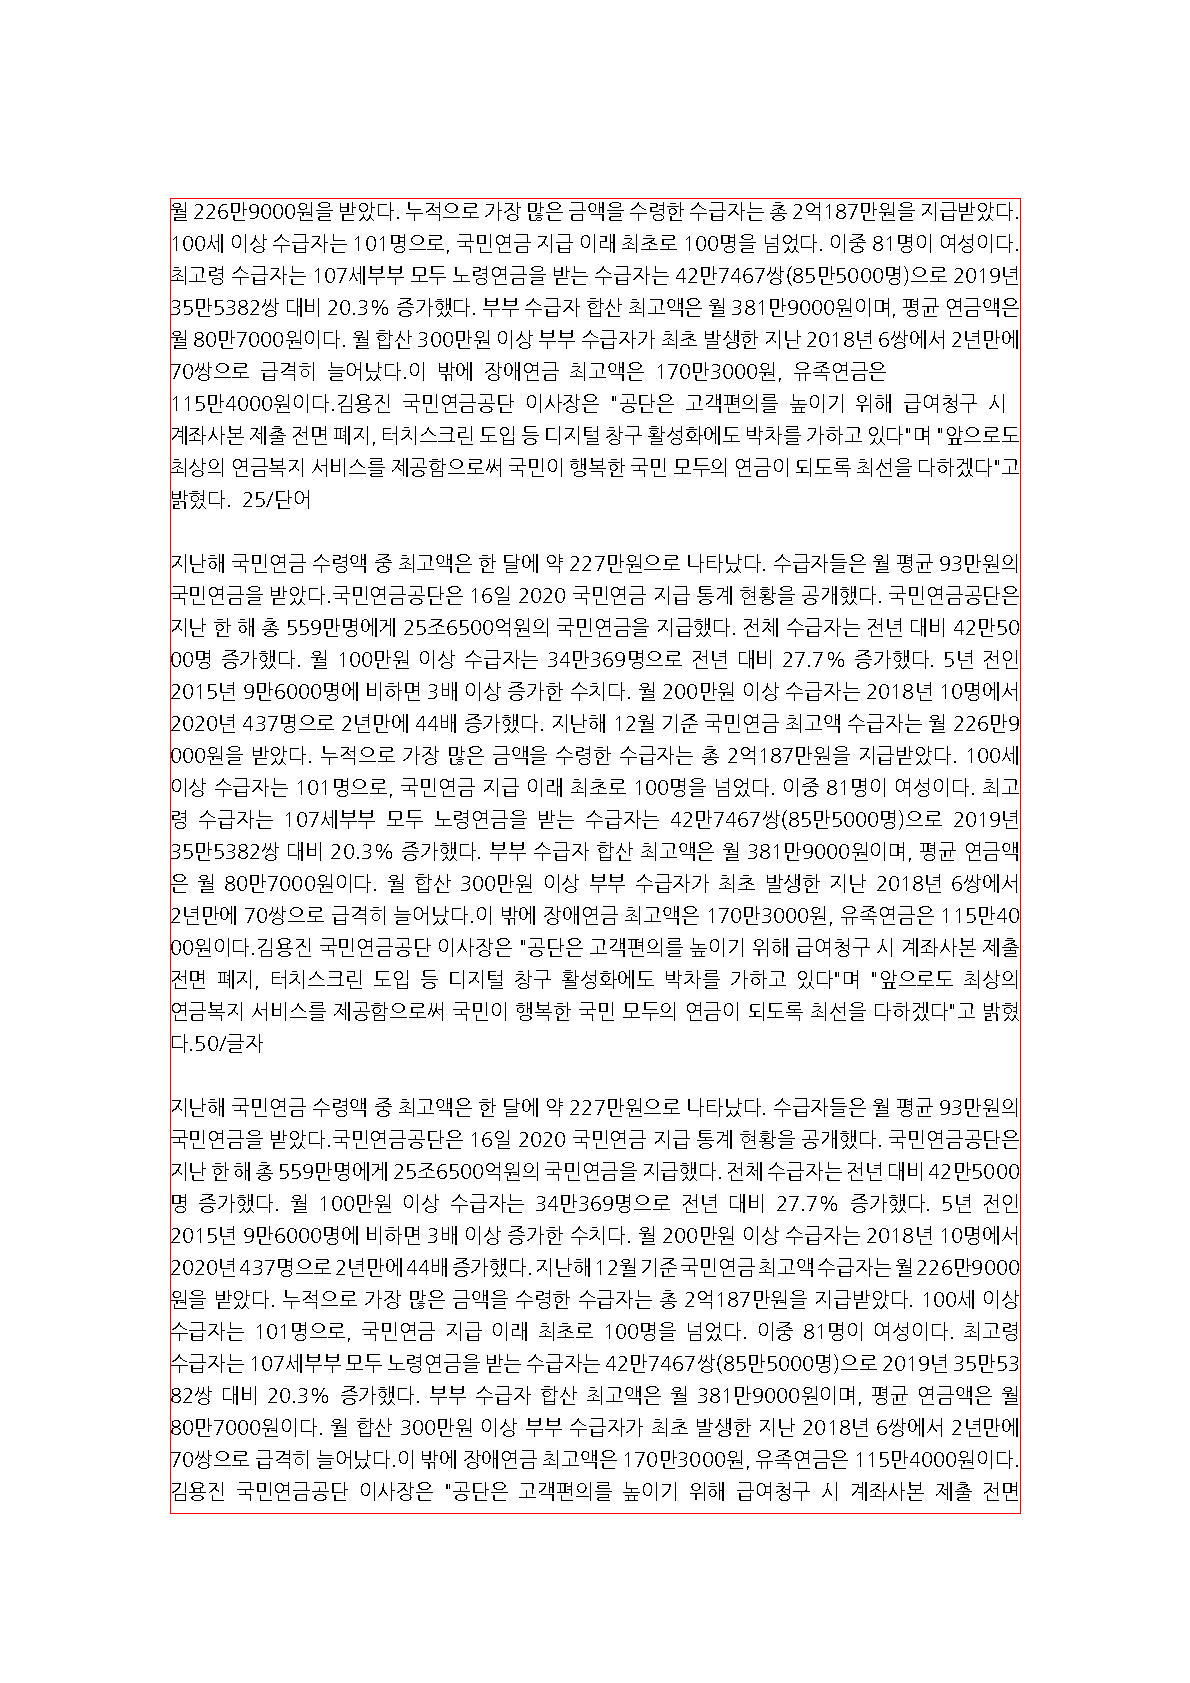 월 226만9000원을 받았다. 누적으로 가장 많은 금액을 수령한 수급자는 총 2억187만원을 지급받았다.
100세 이상 수급자는 101명으로, 국민연금 지급 이래 최초로 100명을 넘었다. 이중 81명이 여성이다.
최고령 수급자는 107세부부 모두 노령연금을 받는 수급자는 42만7467쌍(85만5000명)으로 2019년
35만5382쌍 대비 20.3% 증가했다. 부부 수급자 합산 최고액은 월 381만9000원이며, 평균 연금액은
월 80만7000원이다. 월 합산 300만원 이상 부부 수급자가 최초 발생한 지난 2018년 6쌍에서 2년만에
70쌍으로 급격히 늘어났다.이 밖에 장애연금 최고액은 170만3000원, 유족연금은
115만4000원이다.김용진 국민연금공단 이사장은 "공단은 고객편의를 높이기 위해 급여청구 시
계좌사본 제출 전면 폐지, 터치스크린 도입 등 디지털 창구 활성화에도 박차를 가하고 있다"며 "앞으로도
최상의 연금복지 서비스를 제공함으로써 국민이 행복한 국민 모두의 연금이 되도록 최선을 다하겠다"고
밝혔다. 25/단어
지난해 국민연금 수령액 중 최고액은 한 달에 약 227만원으로 나타났다. 수급자들은 월 평균 93만원의
국민연금을 받았다.국민연금공단은 16일 2020 국민연금 지급 통계 현황을 공개했다. 국민연금공단은
지난 한 해 총 559만명에게 25조6500억원의 국민연금을 지급했다. 전체 수급자는 전년 대비 42만50
00명 증가했다. 월 100만원 이상 수급자는 34만369명으로 전년 대비 27.7% 증가했다. 5년 전인
2015년 9만6000명에 비하면 3배 이상 증가한 수치다. 월 200만원 이상 수급자는 2018년 10명에서
2020년 437명으로 2년만에 44배 증가했다. 지난해 12월 기준 국민연금 최고액 수급자는 월 226만9
000원을 받았다. 누적으로 가장 많은 금액을 수령한 수급자는 총 2억187만원을 지급받았다. 100세
이상 수급자는 101명으로, 국민연금 지급 이래 최초로 100명을 넘었다. 이중 81명이 여성이다. 최고
령 수급자는 107세부부 모두 노령연금을 받는 수급자는 42만7467쌍(85만5000명)으로 2019년
35만5382쌍 대비 20.3% 증가했다. 부부 수급자 합산 최고액은 월 381만9000원이며, 평균 연금액
은 월 80만7000원이다. 월 합산 300만원 이상 부부 수급자가 최초 발생한 지난 2018년 6쌍에서
2년만에 70쌍으로 급격히 늘어났다.이 밖에 장애연금 최고액은 170만3000원, 유족연금은 115만40
00원이다.김용진 국민연금공단 이사장은 "공단은 고객편의를 높이기 위해 급여청구 시 계좌사본 제출
전면 폐지, 터치스크린 도입 등 디지털 창구 활성화에도 박차를 가하고 있다"며 "앞으로도 최상의
연금복지 서비스를 제공함으로써 국민이 행복한 국민 모두의 연금이 되도록 최선을 다하겠다"고 밝혔
다.50/글자
지난해 국민연금 수령액 중 최고액은 한 달에 약 227만원으로 나타났다. 수급자들은 월 평균 93만원의
국민연금을 받았다.국민연금공단은 16일 2020 국민연금 지급 통계 현황을 공개했다. 국민연금공단은
지난 한 해 총 559만명에게 25조6500억원의 국민연금을 지급했다. 전체 수급자는 전년 대비 42만5000
명 증가했다. 월 100만원 이상 수급자는 34만369명으로 전년 대비 27.7% 증가했다. 5년 전인
2015년 9만6000명에 비하면 3배 이상 증가한 수치다. 월 200만원 이상 수급자는 2018년 10명에서
2020년 437명으로 2년만에 44배 증가했다. 지난해 12월 기준 국민연금 최고액 수급자는 월 226만9000
원을 받았다. 누적으로 가장 많은 금액을 수령한 수급자는 총 2억187만원을 지급받았다. 100세 이상
수급자는 101명으로, 국민연금 지급 이래 최초로 100명을 넘었다. 이중 81명이 여성이다. 최고령
수급자는 107세부부 모두 노령연금을 받는 수급자는 42만7467쌍(85만5000명)으로 2019년 35만53
82쌍 대비 20.3% 증가했다. 부부 수급자 합산 최고액은 월 381만9000원이며, 평균 연금액은 월
80만7000원이다. 월 합산 300만원 이상 부부 수급자가 최초 발생한 지난 2018년 6쌍에서 2년만에
70쌍으로 급격히 늘어났다.이 밖에 장애연금 최고액은 170만3000원, 유족연금은 115만4000원이다.
김용진 국민연금공단 이사장은 "공단은 고객편의를 높이기 위해 급여청구 시 계좌사본 제출 전면